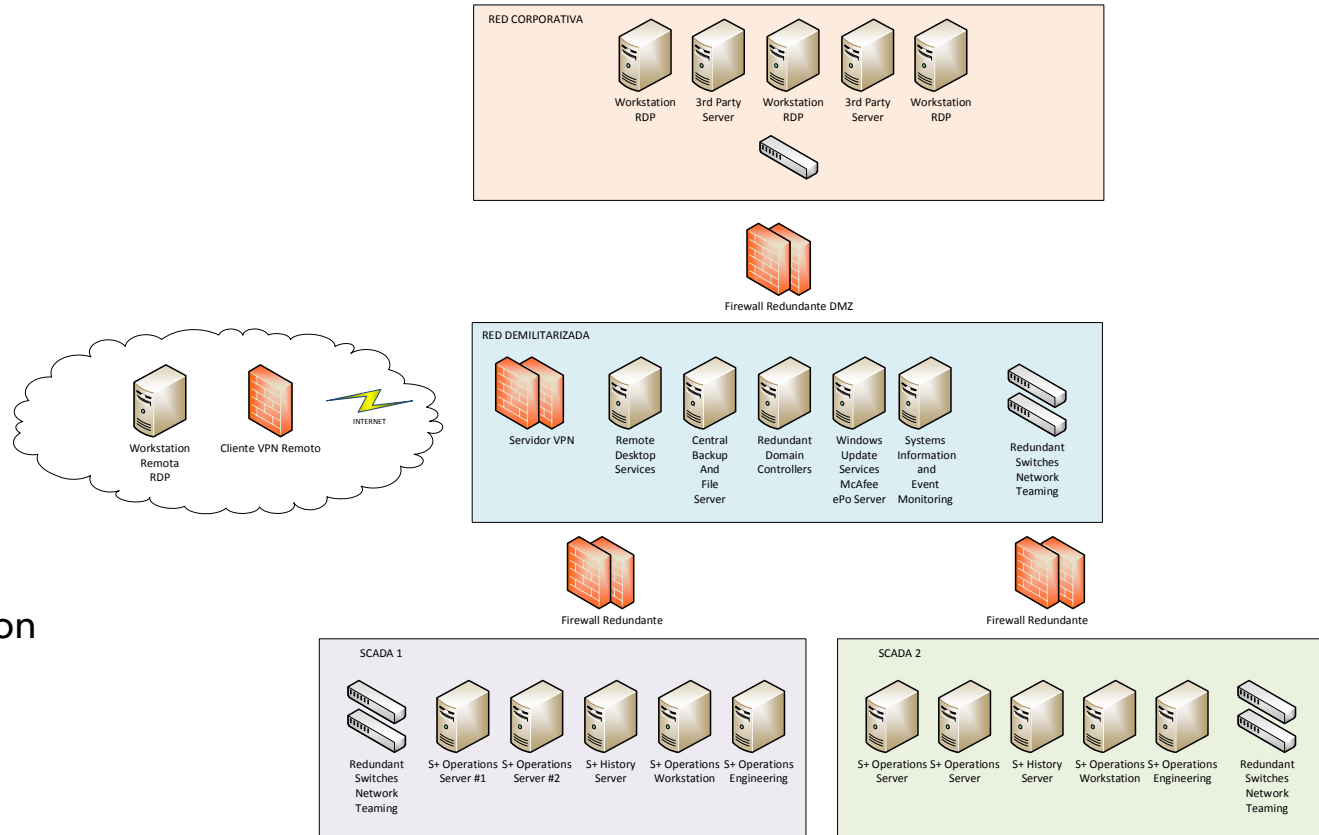 RED CORPORATIVA
Workstation
RDP
3rd Party
Server
Workstation
RDP
3rd Party
Server
Workstation
RDP
Firewall Redundante DMZ
RED DEMILITARIZADA
Servidor VPN
Remote
Desktop
Services
Central
Backup
And
File
Server
Redundant
Domain
Controllers
Windows
Update
Services
McAfee
ePo Server
Systems
Information
and
Event
Monitoring
Redundant
Switches
Network
Teaming
Workstation
Remota
RDP
Cliente VPN Remoto
INTERNET
Firewall Redundante
Firewall Redundante
on
SCADA 1
Redundant
Switches
Network
Teaming
S+ Operations
Server #1
S+ Operations
Server #2
S+ History
Server
S+ Operations
Workstation
S+ Operations
Engineering
SCADA 2
S+ Operations
Server
S+ Operations
Server
S+ History
Server
S+ Operations
Workstation
S+ Operations
Engineering
Redundant
Switches
Network
Teaming